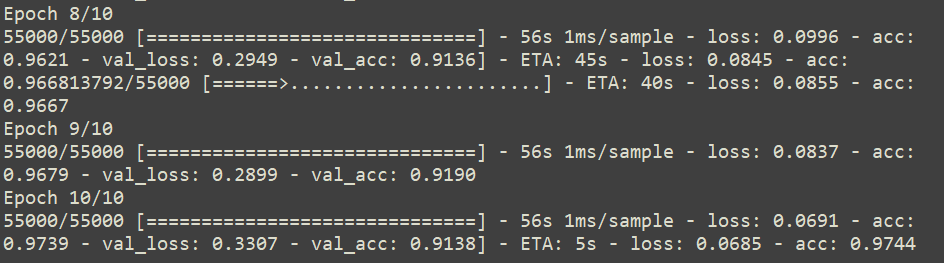 Epoch 8/10
55000/55000 [==============================] - 56s 1ms/sample - loss: 0.0996 - acc:
0.9621 - val_loss: 0.2949 - val_acc: 0.9136] - ETA: 45s - loss: 0.0845 - acc:
0.966813792/55000 [======>.......................] - ETA: 40s - loss: 0.0855 - acc:
0.9667
Epoch 9/10
55000/55000 [==============================] - 56s 1ms/sample - loss: 0.0837 - acc:
0.9679 - val_loss: 0.2899 - val_acc: 0.9190
Epoch 10/10
55000/55000 [==============================] - 56s 1ms/sample - loss: 0.0691 - acc:
0.9739 - val_loss: 0.3307 - val_acc: 0.9138] - ETA: 5s - loss: 0.0685 - acc: 0.9744